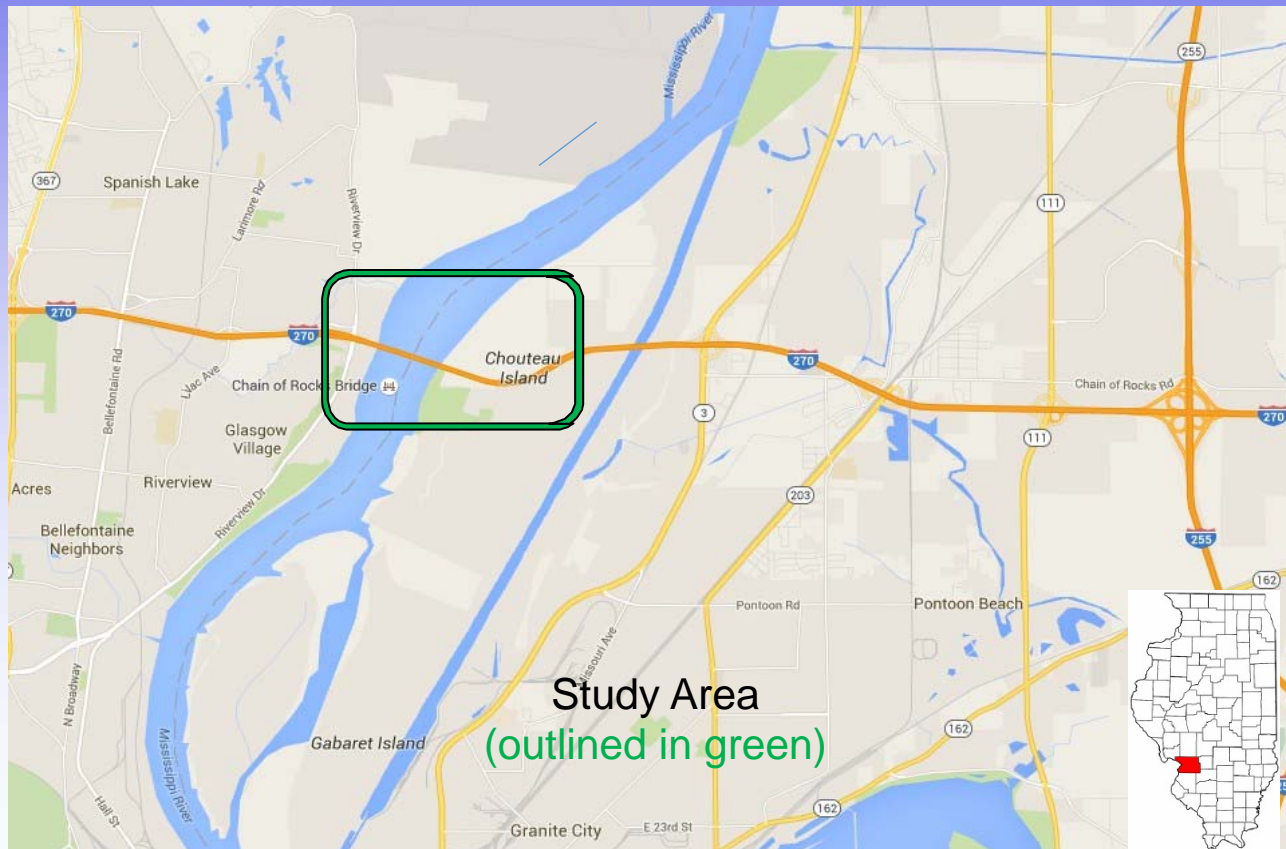 Mississippi River
255
367
Spanish Lake
Larimore Rd
Riverview Dr
111
270
270
Chouteau
Island
270
Chain of Rocks Rd
270
Chain of Rocks Bridge
Bellefontaine Rd
Glasgow
Village
3
111
Acres
Riverview
Riverview Dr
203
Bellefontaine
Neighbors
255
162
Pontoon Rd
Pontoon Beach
Missouri Ave
N Broadway
Study Area
(outlined in green)
Gabaret Island
162
Mississippi River
Hall St
Granite City
E 23rd St
162